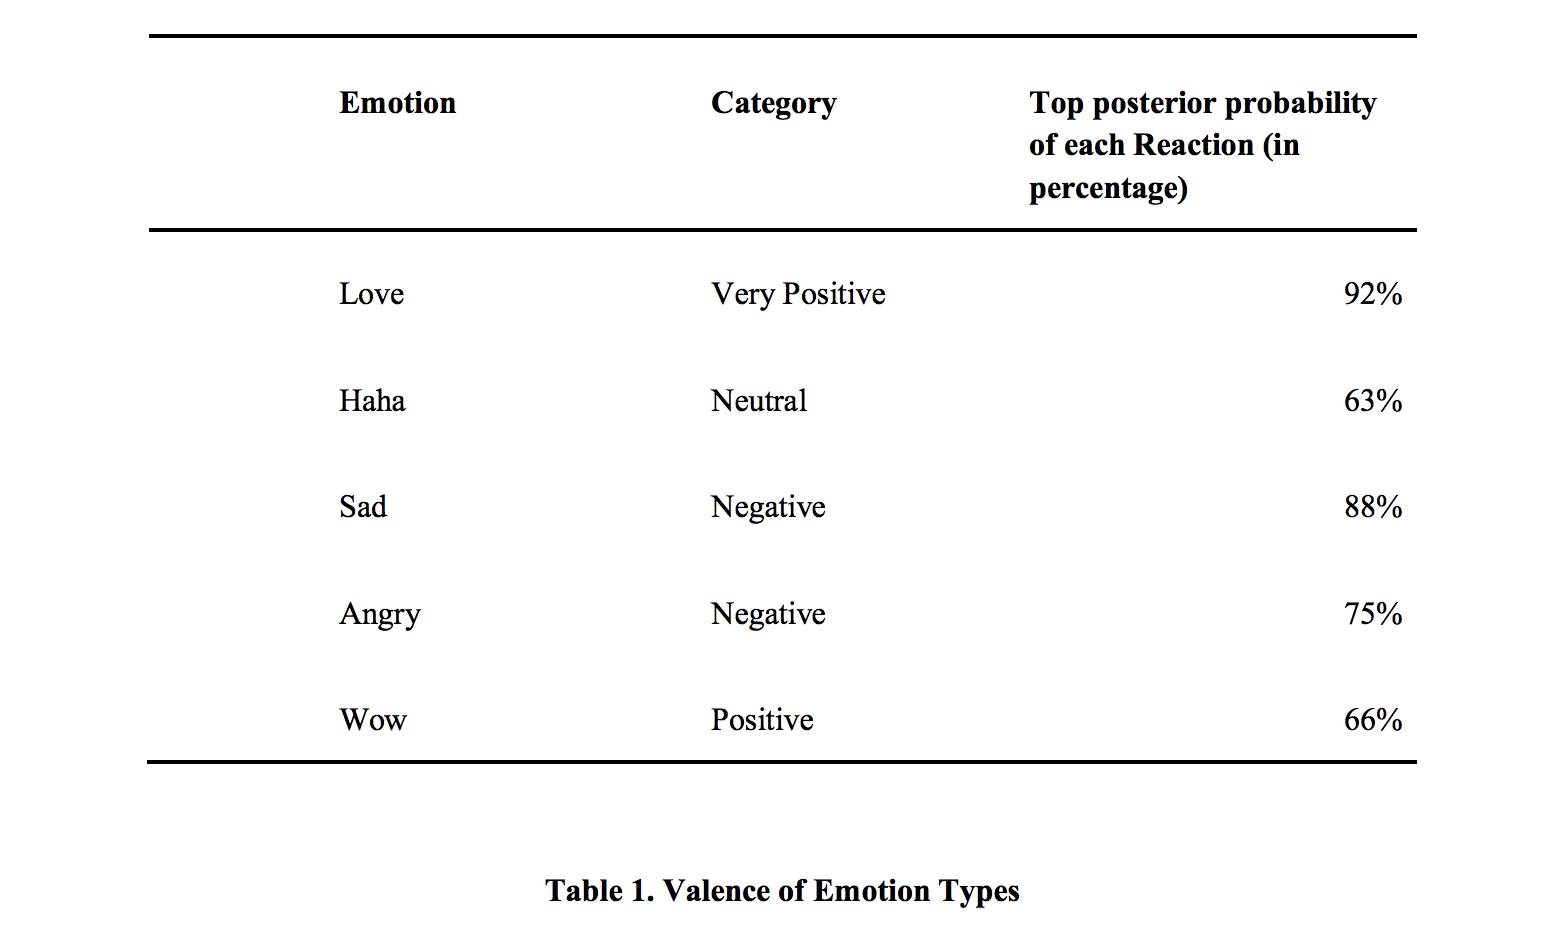 Emotion Category Top posterior probability
of each Reaction (in
percentage)
Love Very Positive 92%
Haha Neutral 63%
Sad Negative 88%
Angry Negative 75%
Wow Positive 66%
Table 1. Valence of Emotion Types